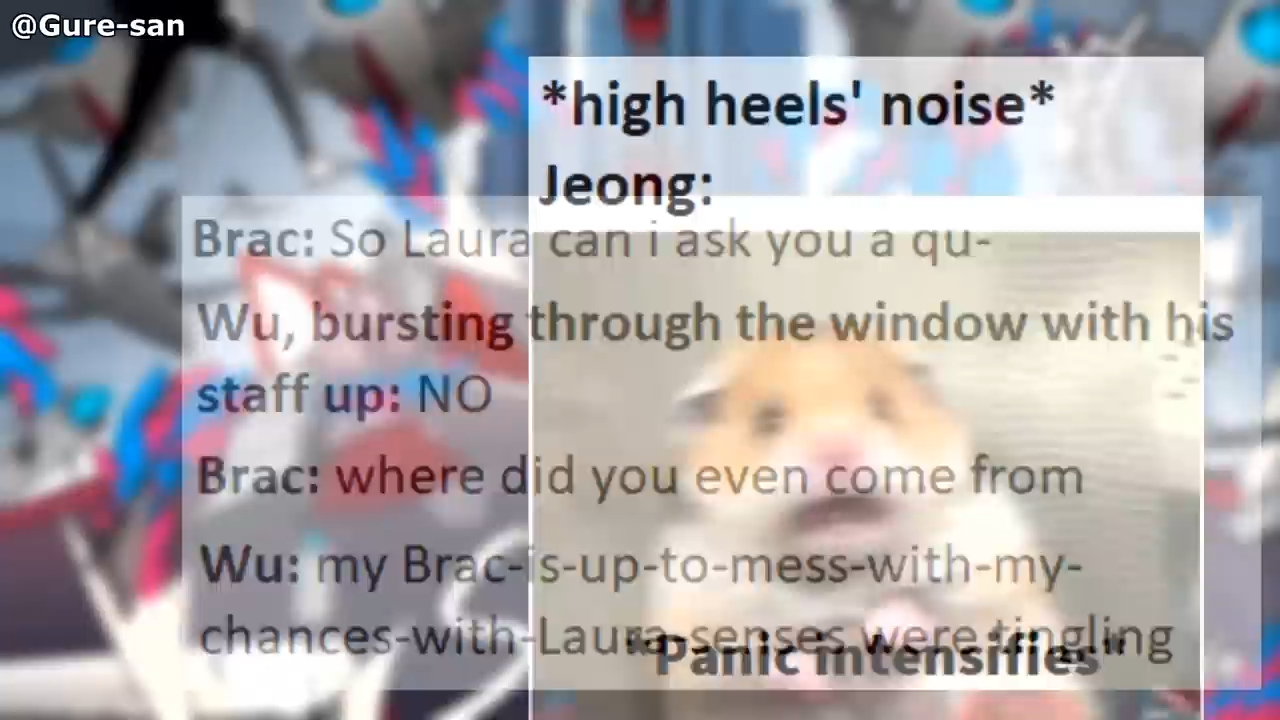 @Gure-san
*high heels' noise*
Jeong:
Brac: So Laura can i ask you a qu-
Wu, bursting through the window with his
staff up: NO
Brac: where did you even come from
Wu: my Brac-is-up-to-mess-with-my-
chances-with-Laura-senses were tingling
*Panic intensifies*